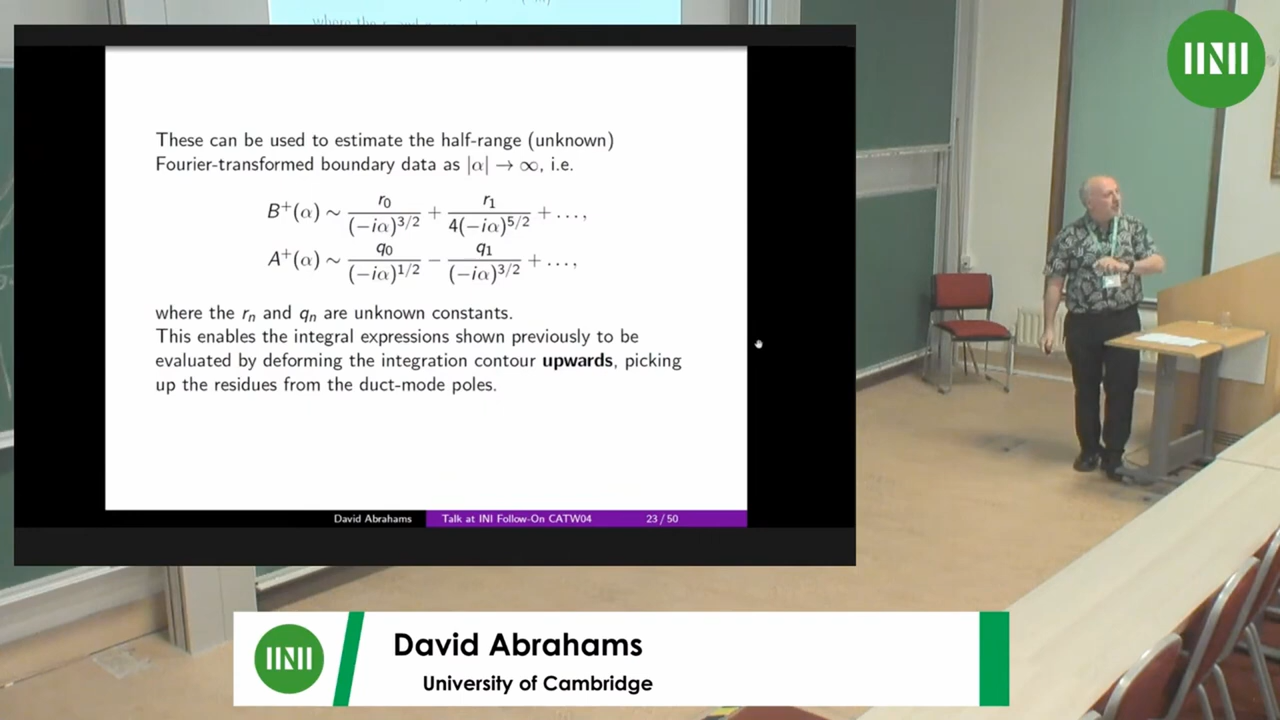 where the
These can be used to estimate the half-range (unknown)
Fourier-transformed boundary data as |α| → ∞, i.e.
B⁺(α) ∼ r₀/(−iα)^{3/2} + r₁/4(−iα)^{5/2} + …,
A⁺(α) ∼ q₀/(−iα)^{1/2} − q₁/(−iα)^{3/2} + …,
where the rₙ and qₙ are unknown constants.
This enables the integral expressions shown previously to be
evaluated by deforming the integration contour upwards, picking
up the residues from the duct-mode poles.
David Abrahams Talk at INI Follow-On CATW04 23 / 50
INI
INI
David Abrahams
University of Cambridge